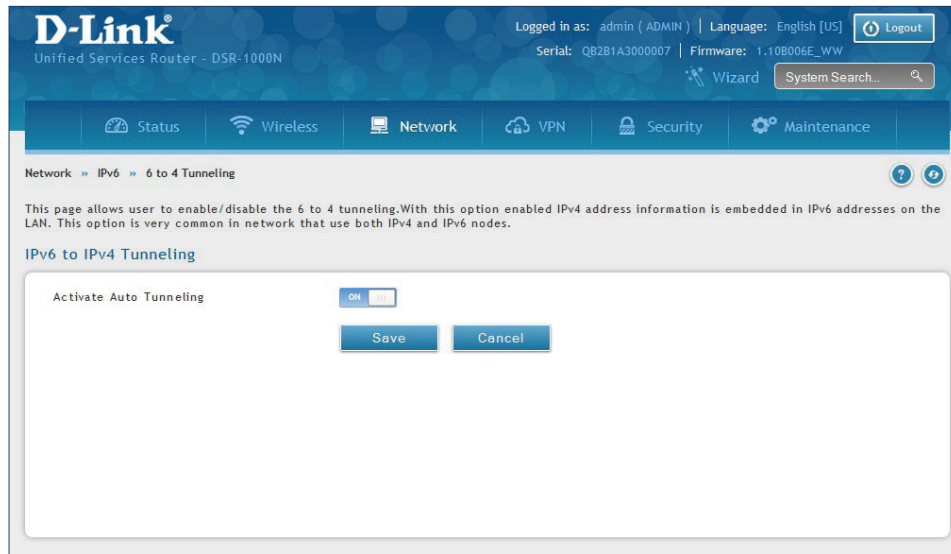 D-Link®
Unified Services Router - DSR-1000N
Logged in as: admin ( ADMIN ) | Language: English [US]
Logout
Serial: QB2B1A3000007 | Firmware: 1.10B006E_WW
Wizard
System Search...
Status
Wireless
Network
VPN
Security
Maintenance
Network » IPv6 » 6 to 4 Tunneling
?
This page allows user to enable/disable the 6 to 4 tunneling.With this option enabled IPv4 address information is embedded in IPv6 addresses on the
LAN. This option is very common in network that use both IPv4 and IPv6 nodes.
IPv6 to IPv4 Tunneling
Activate Auto Tunneling
ON
Save
Cancel